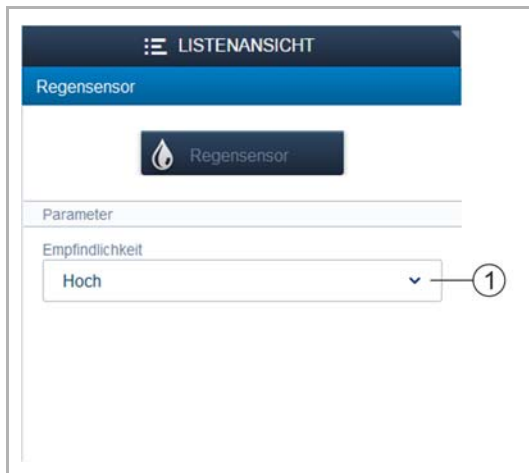 LISTENANSICHT
Regensensor
Regensensor
Parameter
Empfindlichkeit
Hoch
1